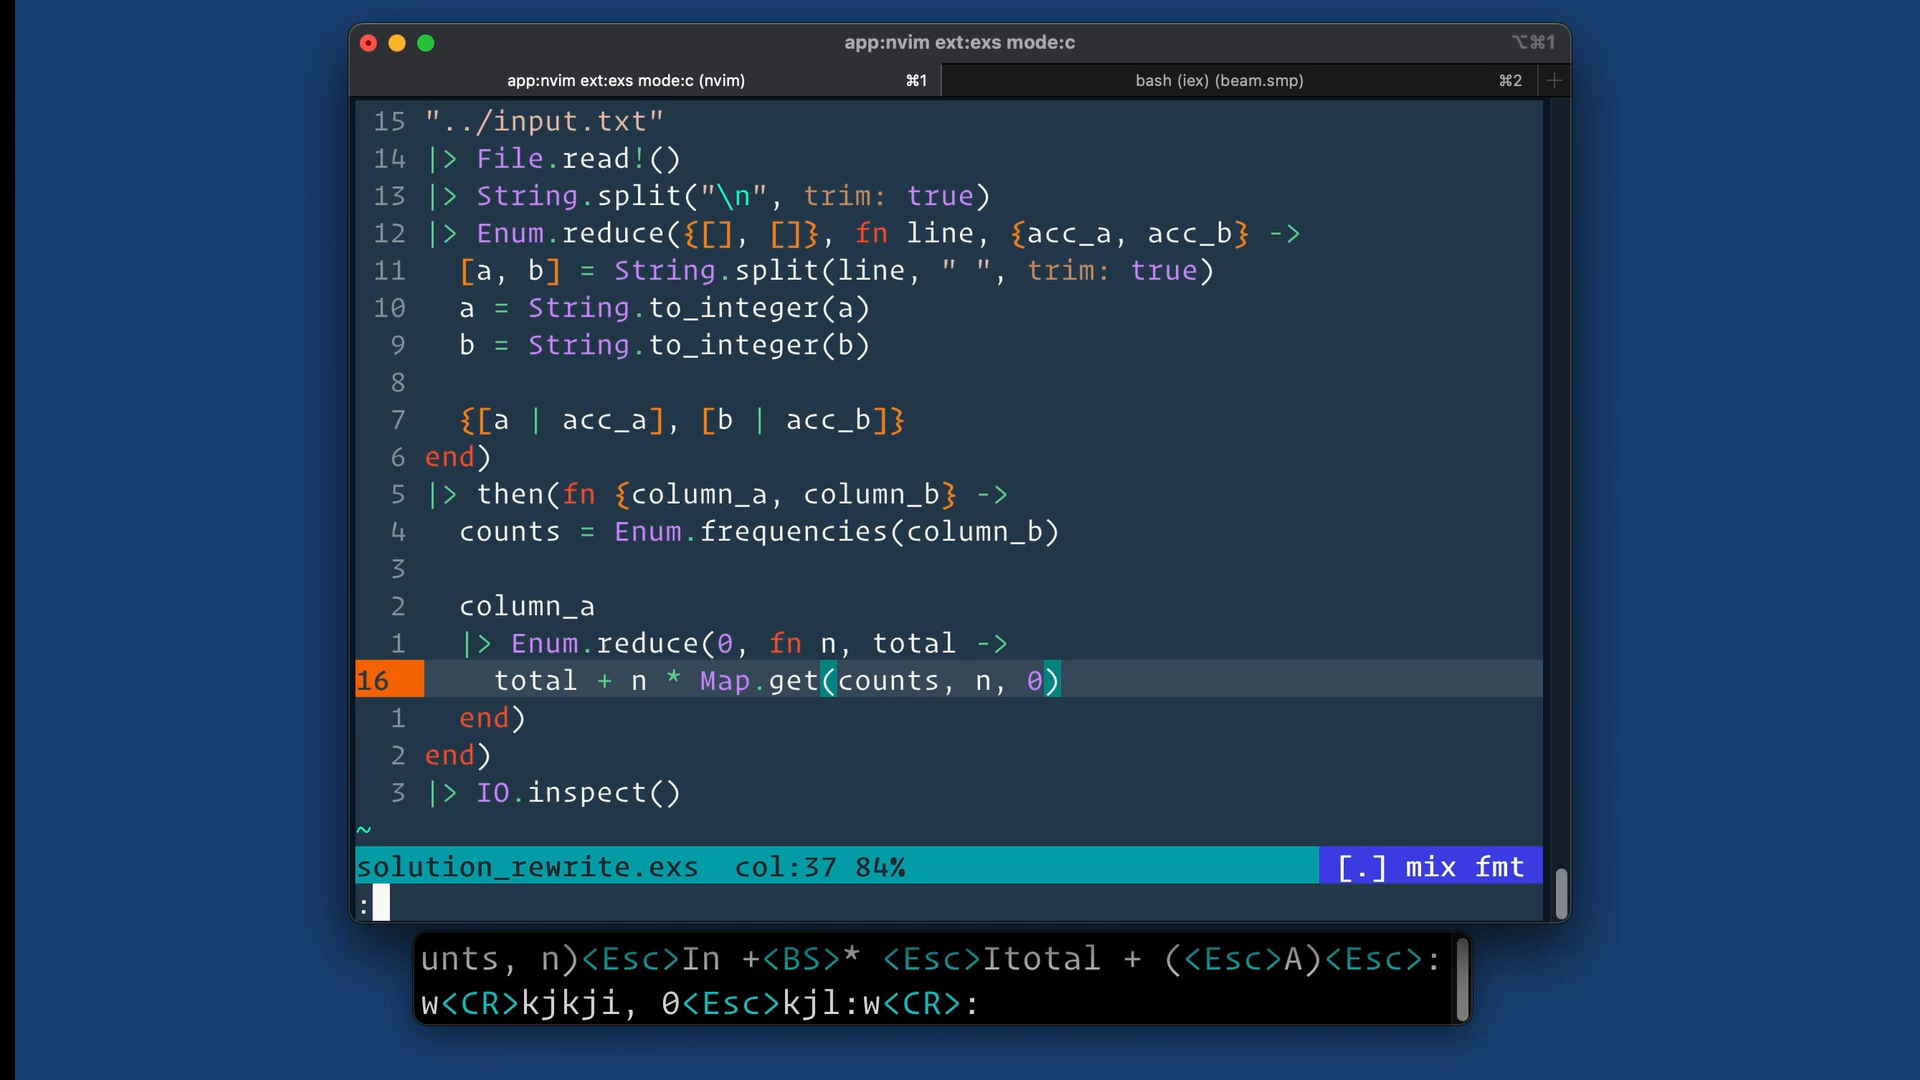 app:nvim ext:exs mode:c ⌥⌘1
app:nvim ext:exs mode:c (nvim) ⌘1 bash (iex) (beam.smp) ⌘2 +
15 "../input.txt"
14 |> File.read!()
13 |> String.split("\n", trim: true)
12 |> Enum.reduce({[], []}, fn line, {acc_a, acc_b} ->
11   [a, b] = String.split(line, " ", trim: true)
10   a = String.to_integer(a)
9   b = String.to_integer(b)
8
7   {[a | acc_a], [b | acc_b]}
6 end)
5 |> then(fn {column_a, column_b} ->
4   counts = Enum.frequencies(column_b)
3
2   column_a
1   |> Enum.reduce(0, fn n, total ->
16     total + n * Map.get(counts, n, 0)
1   end)
2 end)
3 |> IO.inspect()
~
solution_rewrite.exs  col:37 84% [.] mix fmt
:
unts, n)<Esc>In +<BS>* <Esc>Itotal + (<Esc>A)<Esc>:
w<CR>kjkji, 0<Esc>kjl:w<CR>: